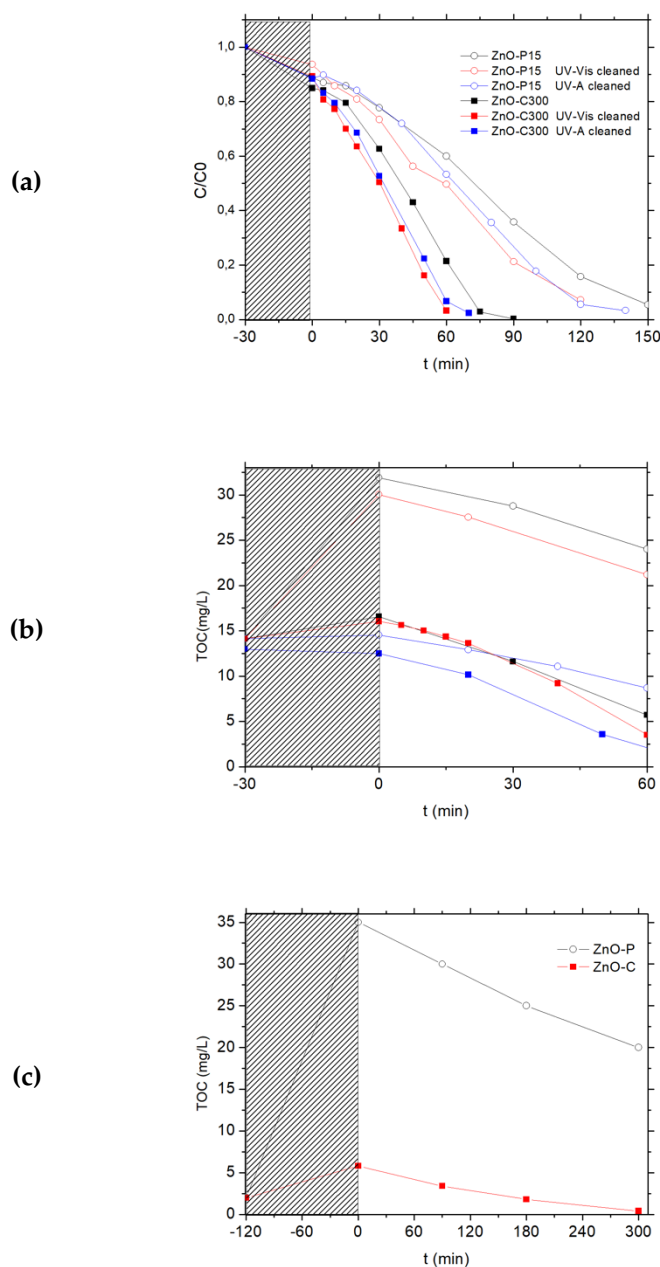 (a)
C/C0
1,0
0,8
0,6
0,4
0,2
0,0
ZnO-P15
ZnO-P15 UV-Vis cleaned
ZnO-P15 UV-A cleaned
ZnO-C300
ZnO-C300 UV-Vis cleaned
ZnO-C300 UV-A cleaned
-30 0 30 60 90 120 150
t (min)
(b)
TOC(mg/L)
30
25
20
15
10
5
0
-30 0 30 60
t (min)
(c)
TOC (mg/L)
35
30
25
20
15
10
5
0
ZnO-P
ZnO-C
-120 -60 0 60 120 180 240 300
t (min)